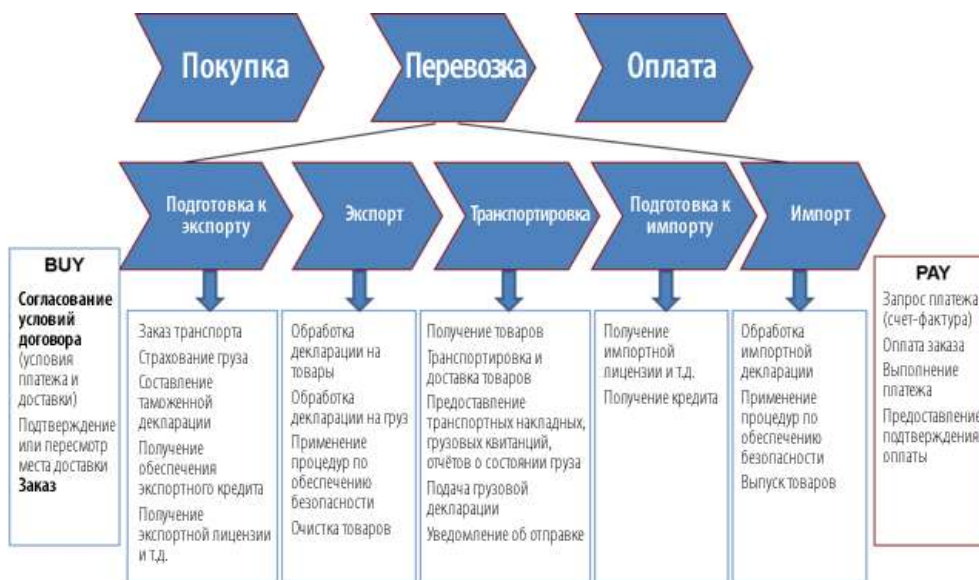 Покупка
Перевозка
Оплата
Подготовка к
экспорту
Экспорт
Транспортировка
Подготовка к
импорту
Импорт
BUY
Согласование
условий
договора
(условия
платежа и
доставки)
Подтверждение
или пересмотр
места доставки
Заказ
Заказ транспорта
Страхование груза
Составление
таможенной
декларации
Получение
обеспечения
экспортного кредита
Получение
экспортной лицензии
и т.д.
Обработка
декларации на
товары
Обработка
декларации на груз
Применение
процедур по
обеспечению
безопасности
Очистка товаров
Получение товаров
Транспортировка и
доставка товаров
Предоставление
транспортных накладных,
грузовых квитанций,
отчётов о состоянии груза
Подача грузовой
декларации
Уведомление об отправке
Получение
импортной
лицензии и т.д.
Получение кредита
Обработка
импортной
декларации
Применение
процедур по
обеспечению
безопасности
Выпуск товаров
PAY
Запрос платежа
(счет-фактура)
Оплата заказа
Выполнение
платежа
Предоставление
подтверждения
оплаты